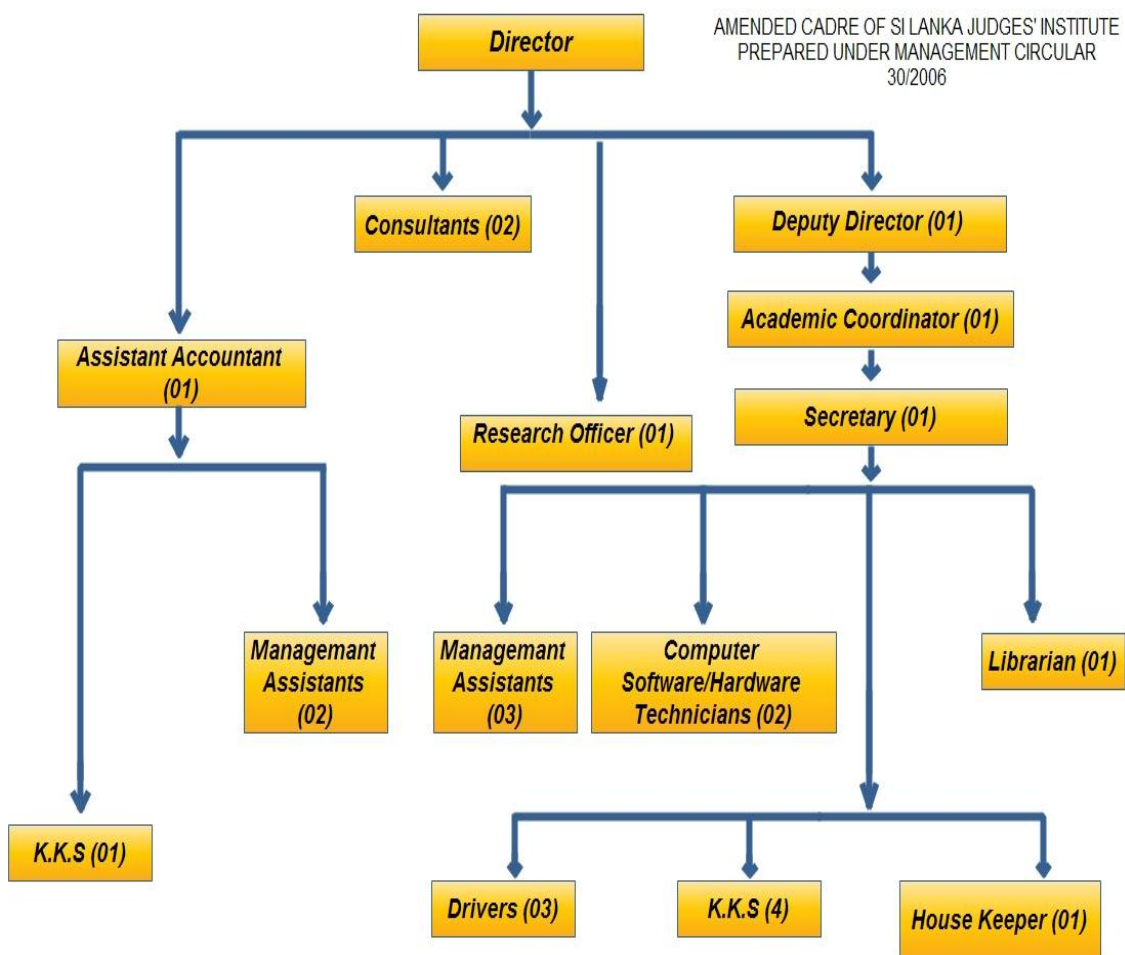 Director
AMENDED CADRE OF SI LANKA JUDGES' INSTITUTE
PREPARED UNDER MANAGEMENT CIRCULAR
30/2006
Consultants (02)
Deputy Director (01)
Academic Coordinator (01)
Assistant Accountant
(01)
Secretary (01)
Research Officer (01)
Managemant
Assistants
(02)
Managemant
Assistants
(03)
Computer
Software/Hardware
Technicians (02)
Librarian (01)
K.K.S (01)
Drivers (03)
K.K.S (4)
House Keeper (01)